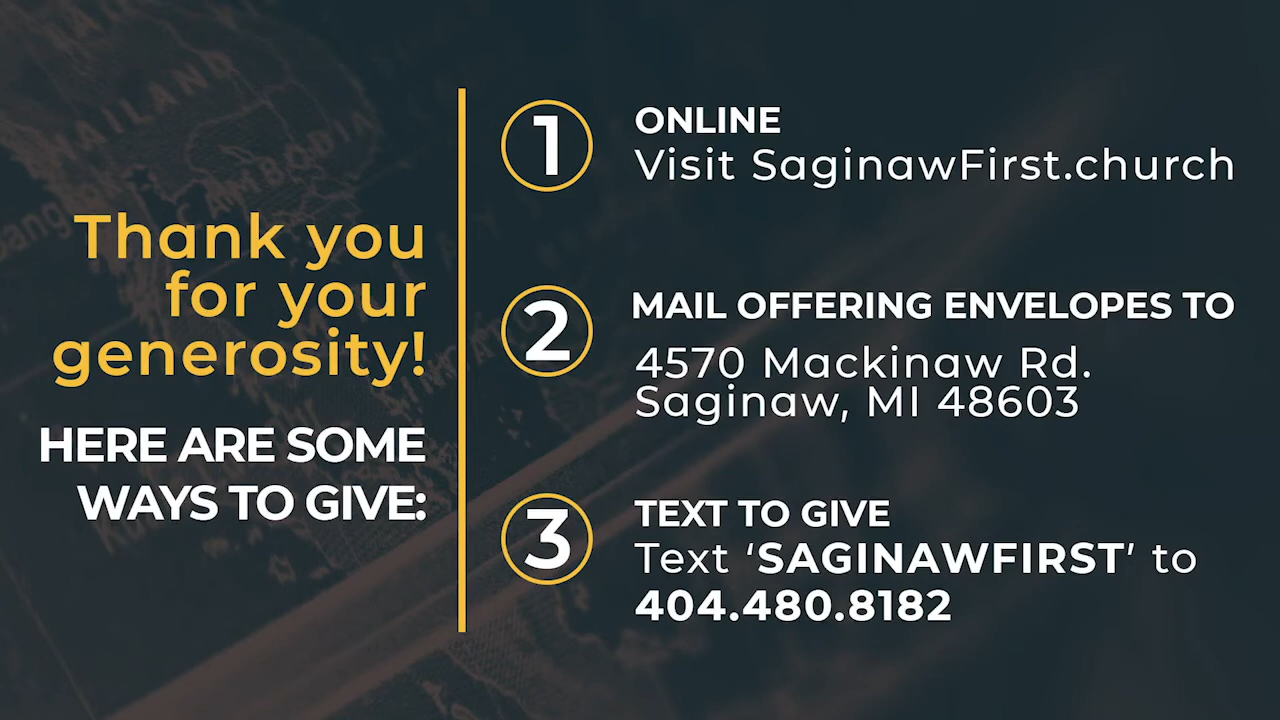 Thank you
for your
generosity!
HERE ARE SOME
WAYS TO GIVE:
1
ONLINE
Visit SaginawFirst.church
2
MAIL OFFERING ENVELOPES TO
4570 Mackinaw Rd.
Saginaw, MI 48603
3
TEXT TO GIVE
Text ‘SAGINAWFIRST’ to
404.480.8182